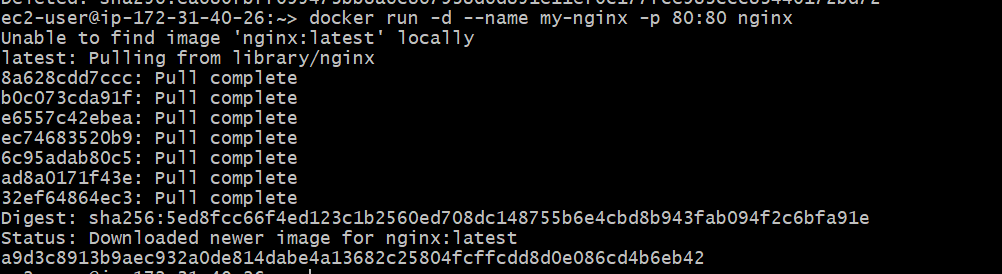 ec2-user@ip-172-31-40-26:~> docker run -d --name my-nginx -p 80:80 nginx
Unable to find image 'nginx:latest' locally
latest: Pulling from library/nginx
8a628cdd7ccc: Pull complete
b0c073cda91f: Pull complete
e6557c42ebea: Pull complete
ec74683520b9: Pull complete
6c95adab80c5: Pull complete
ad8a0171f43e: Pull complete
32ef64864ec3: Pull complete
Digest: sha256:5ed8fcc66f4ed123c1b2560ed708dc148755b6e4cbd8b943fab094f2c6bfa91e
Status: Downloaded newer image for nginx:latest
a9d3c8913b9aec932a0de814dabe4a13682c25804fcffcdd8d0e086cd4b6eb42